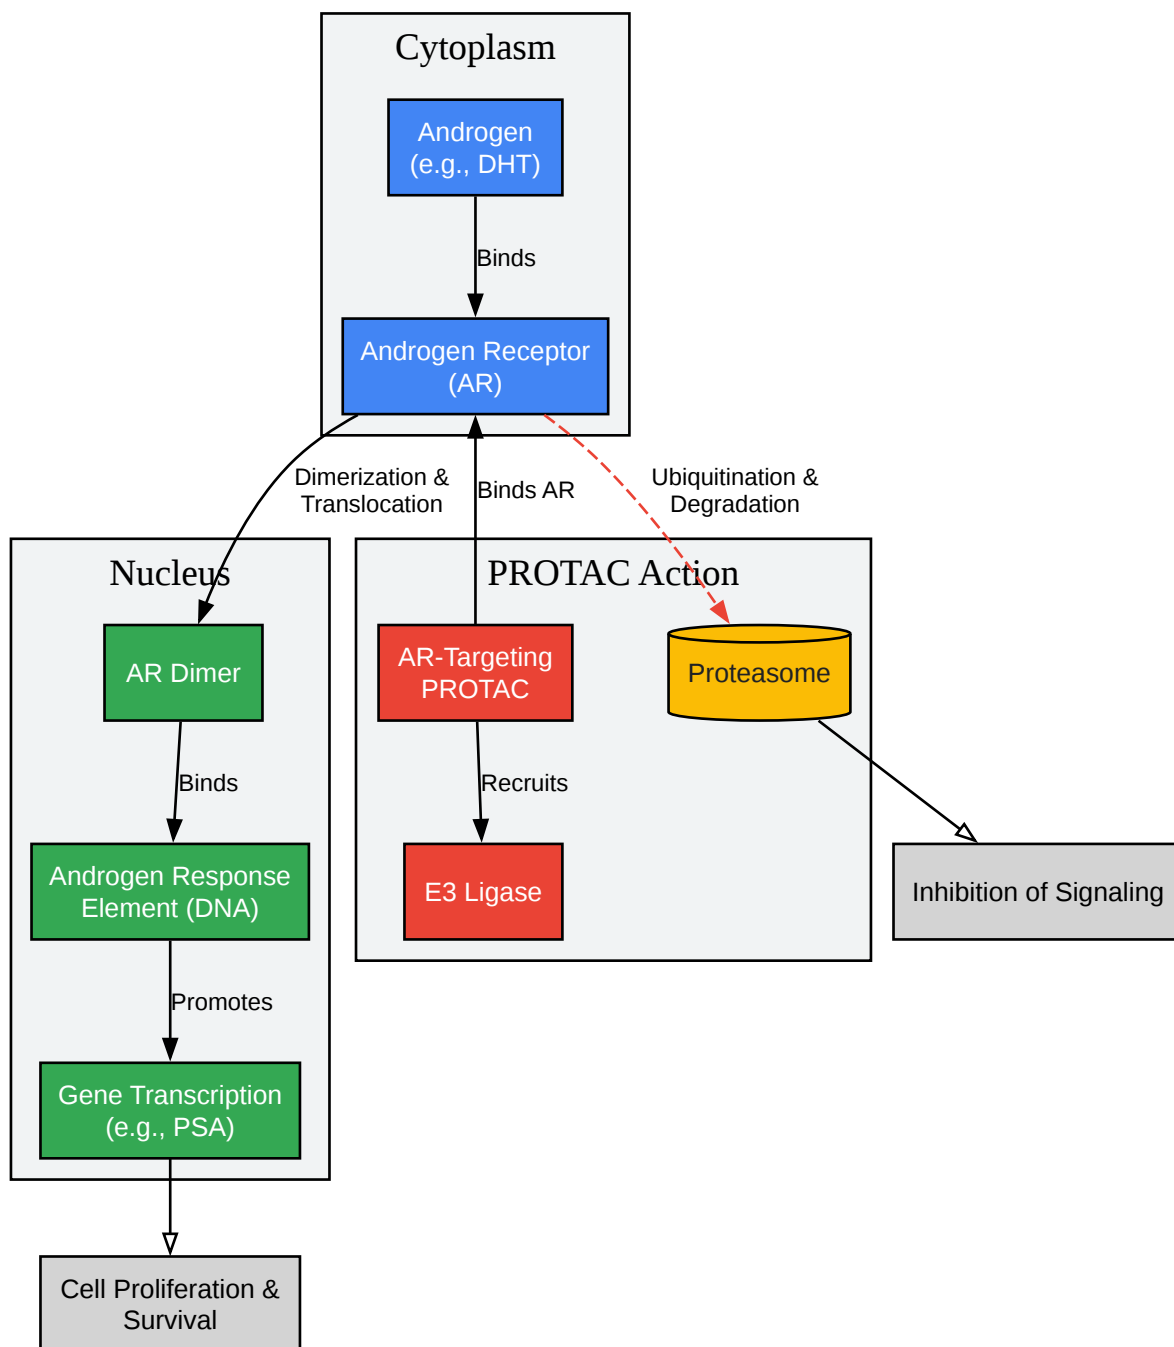 Cytoplasm
Androgen
(e.g., DHT)
Binds
Androgen Receptor
(AR)
Dimerization &
Translocation
Binds AR
Ubiquitination &
Degradation
Nucleus
PROTAC Action
AR Dimer
AR-Targeting
PROTAC
Proteasome
Binds
Recruits
Androgen Response
Element (DNA)
E3 Ligase
Inhibition of Signaling
Promotes
Gene Transcription
(e.g., PSA)
Cell Proliferation &
Survival